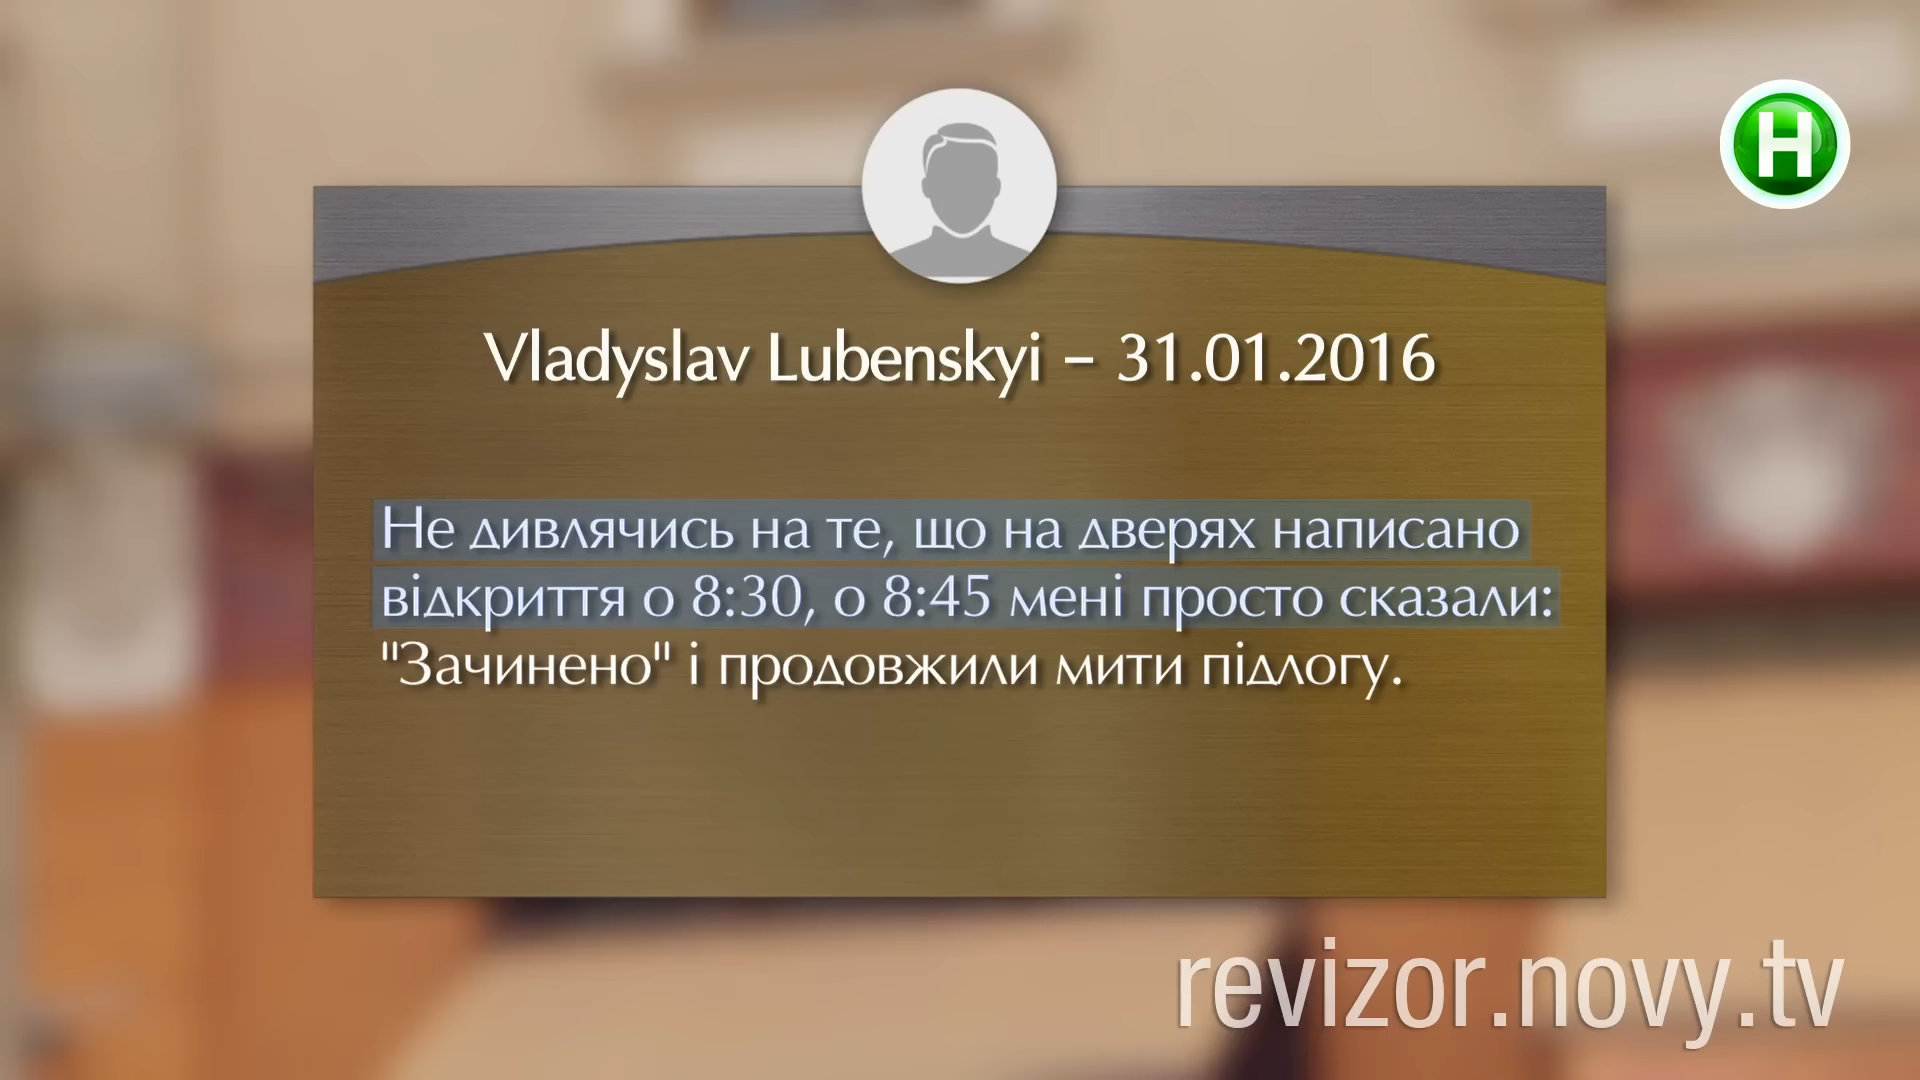 H
Vladyslav Lubenskyi – 31.01.2016
Не дивлячись на те, що на дверях написано
відкриття о 8:30, о 8:45 мені просто сказали:
"Зачинено" і продовжили мити підлогу.
revizor.novy.tv